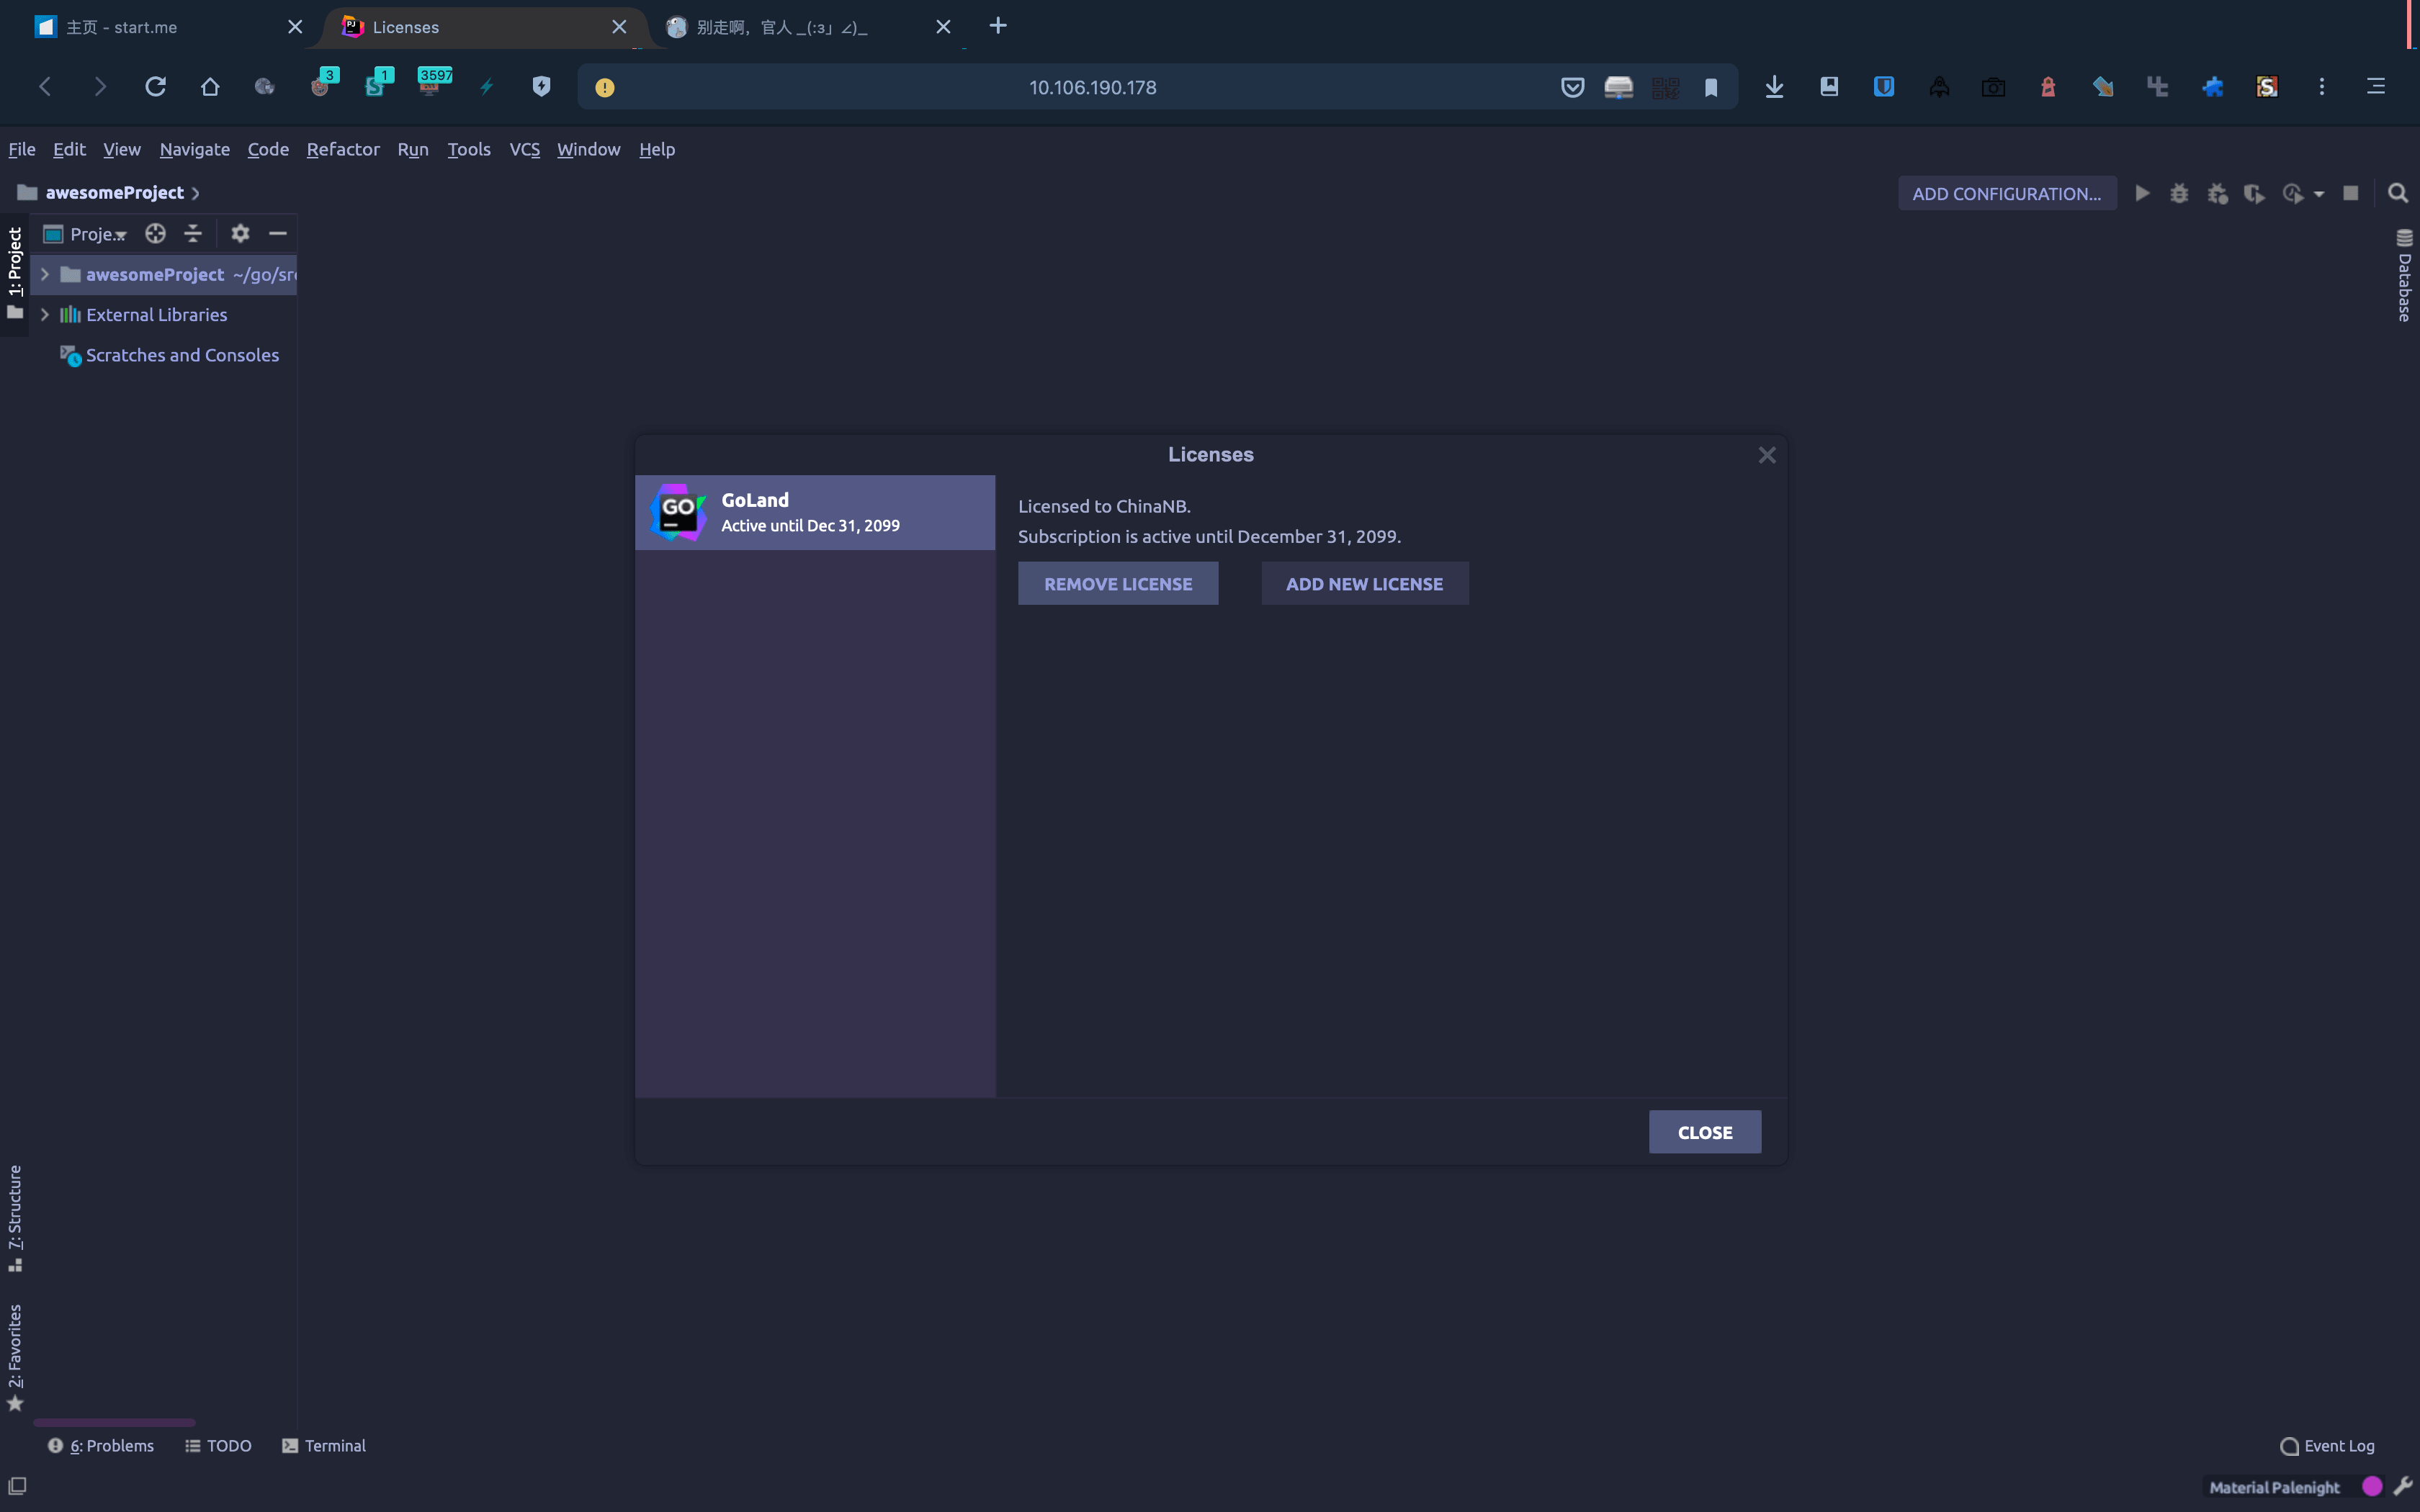 主页 - start.me
Licenses
别走啊，官人 _(:з」∠)_
3
1
3597
10.106.190.178
File Edit View Navigate Code Refactor Run Tools VCS Window Help
awesomeProject
ADD CONFIGURATION...
1: Project
Proje...
awesomeProject ~/go/src
External Libraries
Scratches and Consoles
Database
Licenses
GO
GoLand
Active until Dec 31, 2099
Licensed to ChinaNB.
Subscription is active until December 31, 2099.
REMOVE LICENSE
ADD NEW LICENSE
CLOSE
7: Structure
2: Favorites
6: Problems
TODO
Terminal
Event Log
Material Palenight